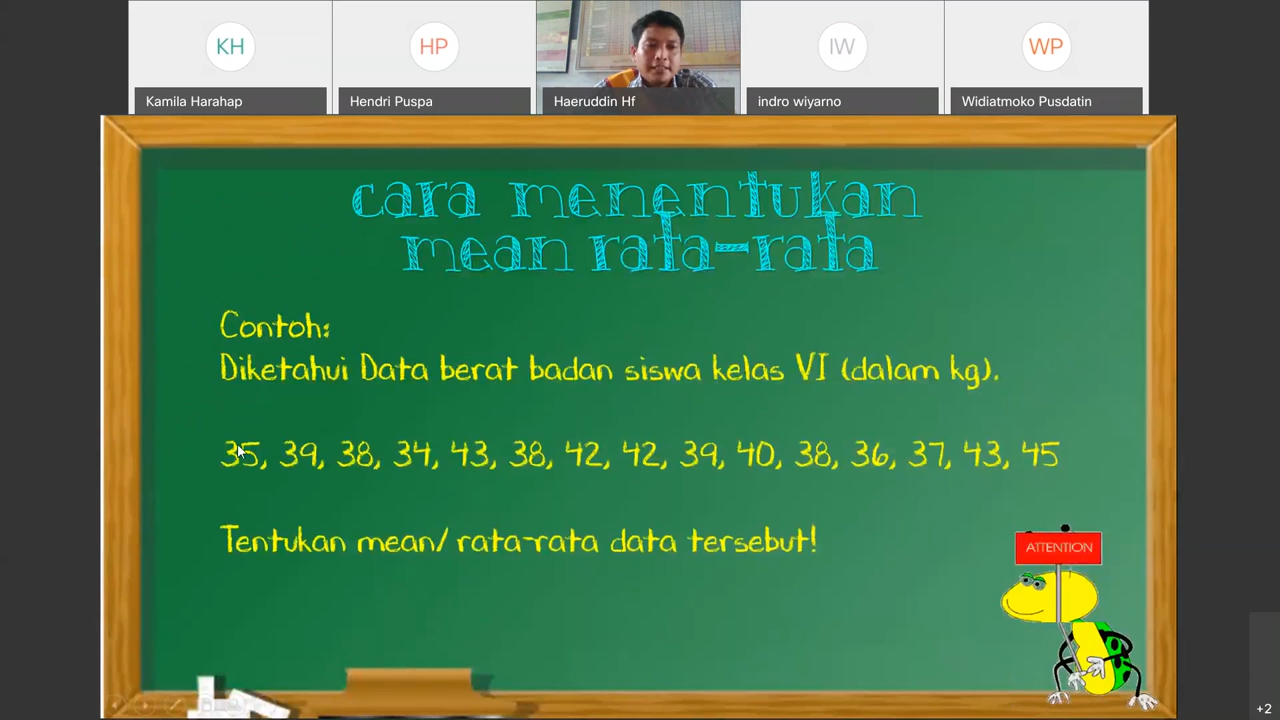 KH
HP
IW
WP
Kamila Harahap
Hendri Puspa
Haeruddin Hf
indro wiyarno
Widiatmoko Pusdatin
cara menentukan
mean rata-rata
Contoh:
Diketahui Data berat badan siswa kelas VI (dalam kg).
35, 39, 38, 34, 43, 38, 42, 42, 39, 40, 38, 36, 37, 43, 45
Tentukan mean/ rata-rata data tersebut!
ATTENTION
+2